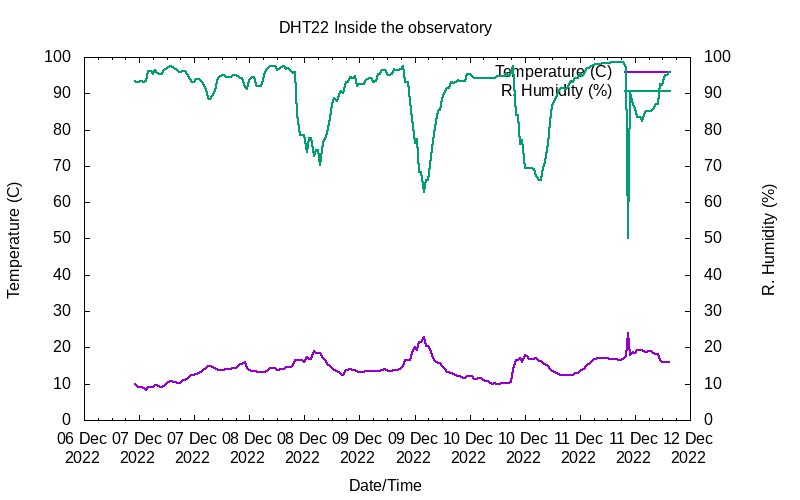 DHT22 Inside the observatory
100 100
Temperature (C)
R. Humidity (%)
90 90
80 80
70 70
60 60
50 50
40 40
30 30
20 20
10 10
0 0
Temperature (C)
R. Humidity (%)
06 Dec 07 Dec 07 Dec 08 Dec 08 Dec 09 Dec 09 Dec 10 Dec 10 Dec 11 Dec 11 Dec 12 Dec
2022 2022 2022 2022 2022 2022 2022 2022 2022 2022 2022 2022
Date/Time